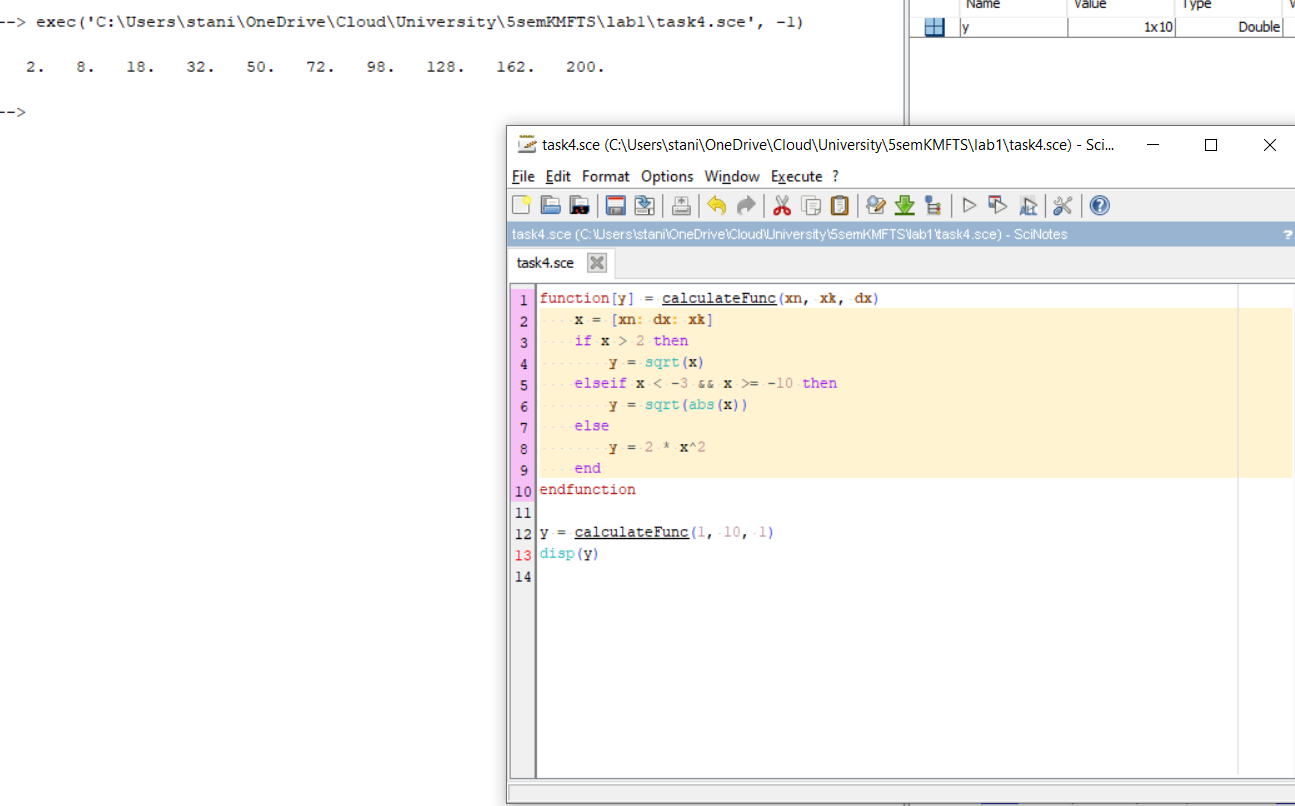 --> exec('C:\Users\stani\OneDrive\Cloud\University\5semKMFTS\lab1\task4.sce', -1)
2. 8. 18. 32. 50. 72. 98. 128. 162. 200.
-->
Name Value Type
y 1x10 Double
task4.sce (C:\Users\stani\OneDrive\Cloud\University\5semKMFTS\lab1\task4.sce) - Sci...
File Edit Format Options Window Execute ?
task4.sce (C:\Users\stani\OneDrive\Cloud\University\5semKMFTS\lab1\task4.sce) - SciNotes ?
task4.sce
1 function[y] = calculateFunc(xn, xk, dx)
2 x = [xn: dx: xk]
3 if x > 2 then
4 y = sqrt(x)
5 elseif x < -3 && x >= -10 then
6 y = sqrt(abs(x))
7 else
8 y = 2 * x^2
9 end
10 endfunction
11
12 y = calculateFunc(1, 10, 1)
13 disp(y)
14